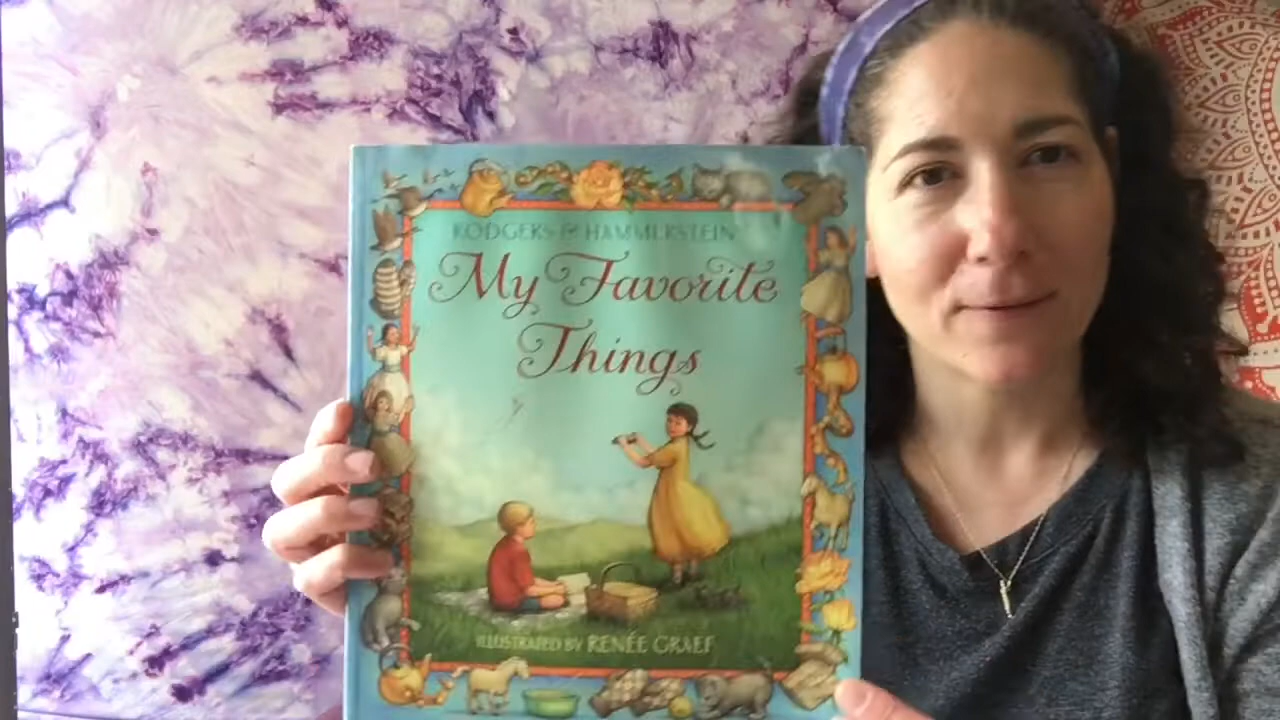 RODGERS & HAMMERSTEIN
My Favorite
Things
ILLUSTRATED BY RENÉE GRAEF